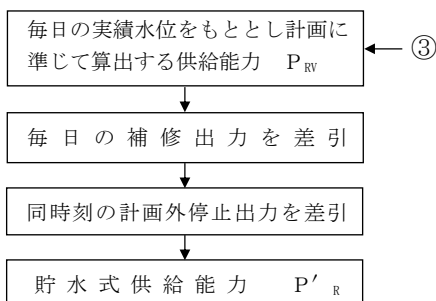 毎日の実績水位をもととし計画に
準じて算出する供給能力　PRV
③
毎日の補修出力を差引
同時刻の計画外停止出力を差引
貯水式供給能力　P′R